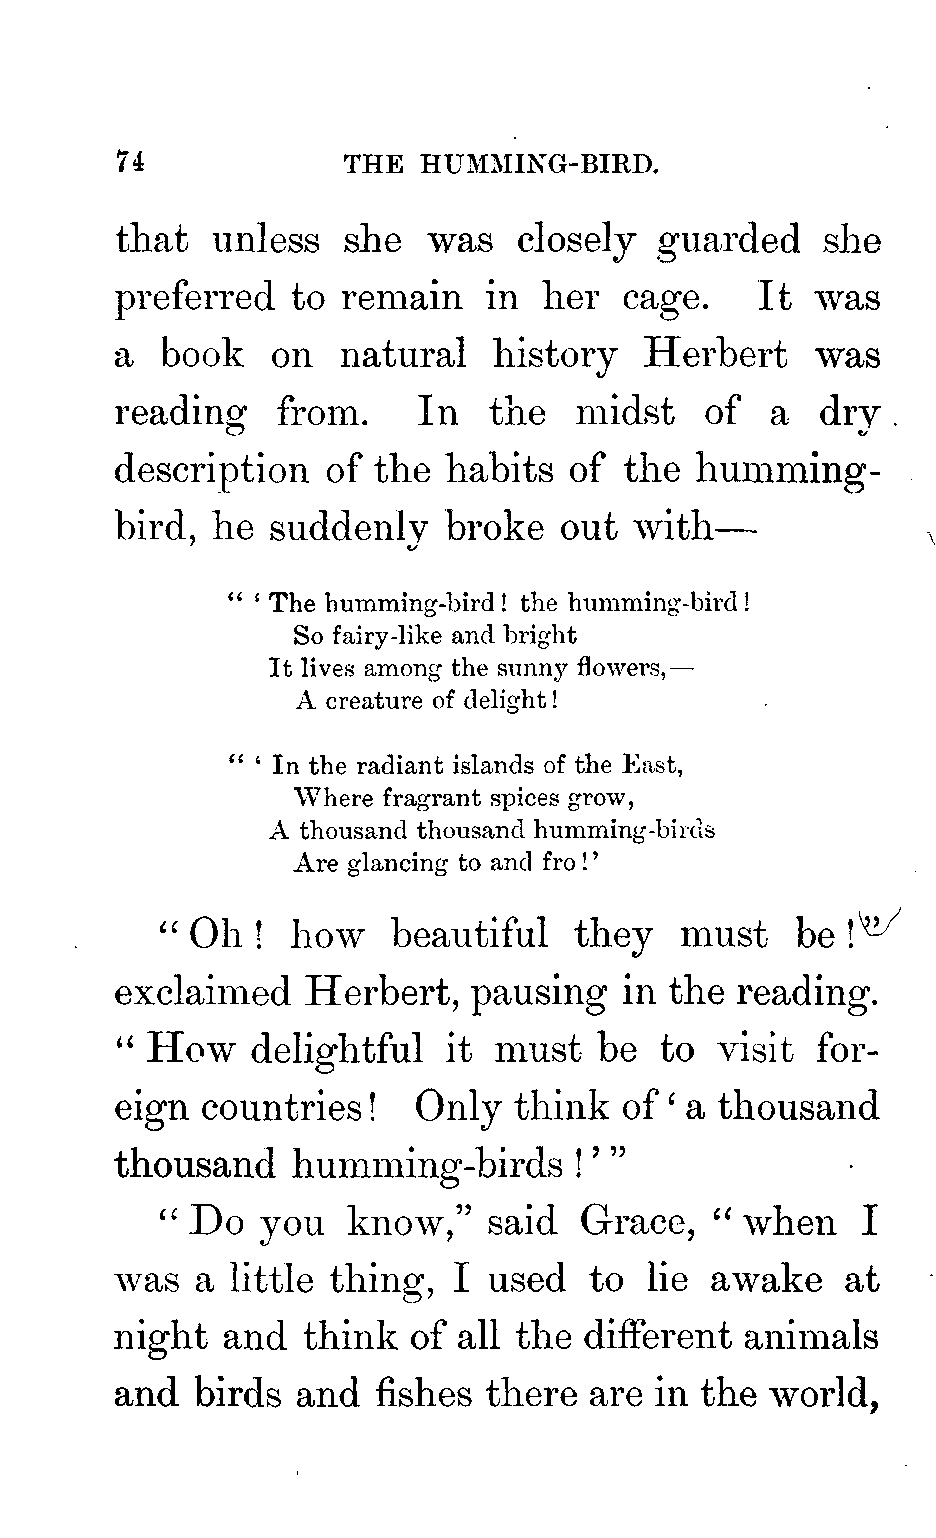 74 THE HUMMING-BIRD.
that unless she was closely guarded she
preferred to remain in her cage. It was
a book on natural history Herbert was
reading from. In the midst of a dry
description of the habits of the humming-
bird, he suddenly broke out with—
“ ‘ The humming-bird! the humming-bird!
So fairy-like and bright
It lives among the sunny flowers,—
A creature of delight!
“ ‘ In the radiant islands of the East,
Where fragrant spices grow,
A thousand thousand humming-birds
Are glancing to and fro!’
“ Oh! how beautiful they must be!”
exclaimed Herbert, pausing in the reading.
“ How delightful it must be to visit for-
eign countries! Only think of ‘ a thousand
thousand humming-birds!’ ”
“ Do you know,” said Grace, “ when I
was a little thing, I used to lie awake at
night and think of all the different animals
and birds and fishes there are in the world,